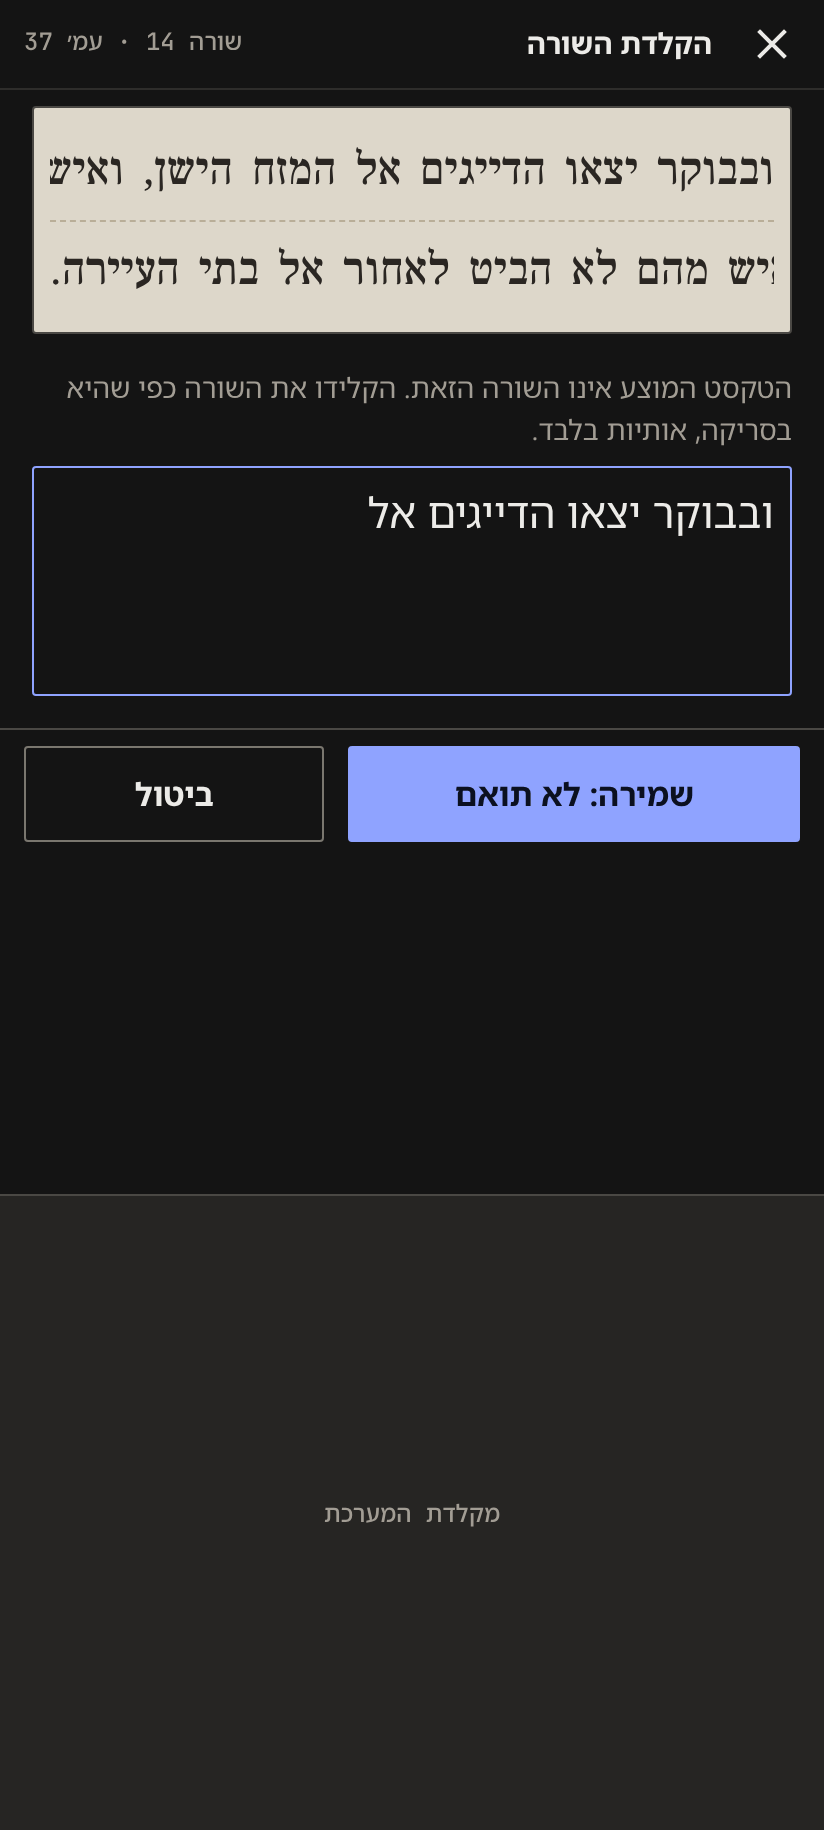 הקלדת השורה
שורה 14 · עמ׳ 37
ובבוקר יצאו הדייגים אל המזח הישן, ואיש
איש מהם לא הביט לאחור אל בתי העיירה.
הטקסט המוצע אינו השורה הזאת. הקלידו את השורה כפי שהיא
בסריקה, אותיות בלבד.
ובבוקר יצאו הדייגים אל
שמירה: לא תואם
ביטול
מקלדת המערכת